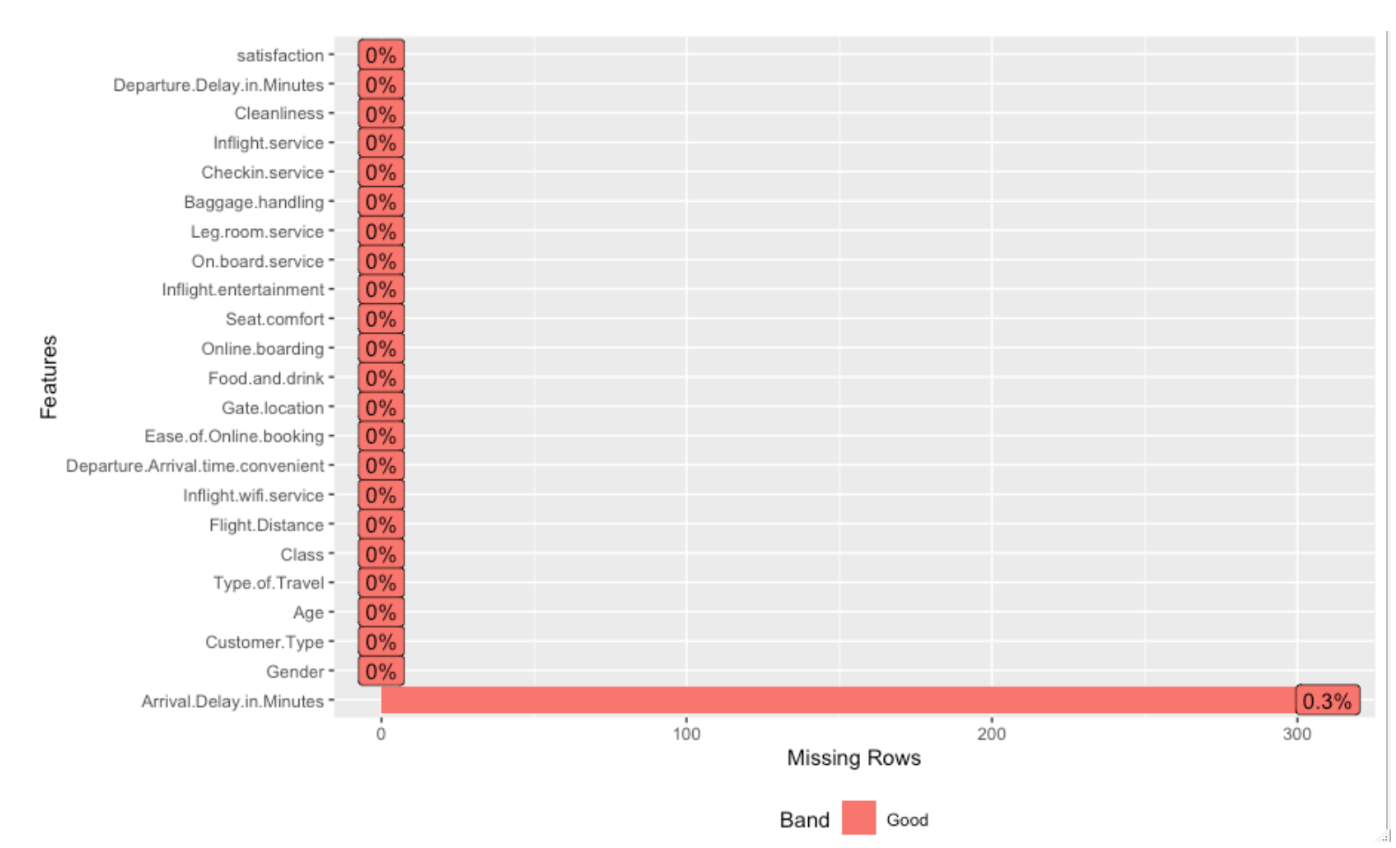 satisfaction 0%
Departure.Delay.in.Minutes 0%
Cleanliness 0%
Inflight.service 0%
Checkin.service 0%
Baggage.handling 0%
Leg.room.service 0%
On.board.service 0%
Inflight.entertainment 0%
Seat.comfort 0%
Online.boarding 0%
Food.and.drink 0%
Gate.location 0%
Ease.of.Online.booking 0%
Departure.Arrival.time.convenient 0%
Inflight.wifi.service 0%
Flight.Distance 0%
Class 0%
Type.of.Travel 0%
Age 0%
Customer.Type 0%
Gender 0%
Arrival.Delay.in.Minutes 0.3%
Features
0 100 200 300
Missing Rows
Band Good